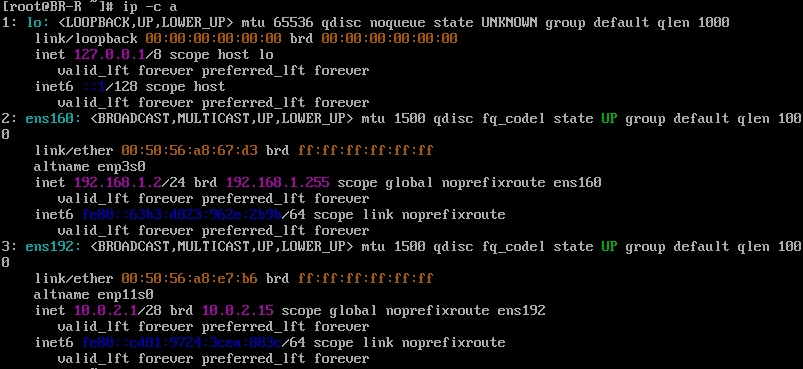 [root@BR-R ~]# ip -c a
1: lo: <LOOPBACK,UP,LOWER_UP> mtu 65536 qdisc noqueue state UNKNOWN group default qlen 1000
link/loopback 00:00:00:00:00:00 brd 00:00:00:00:00:00
inet 127.0.0.1/8 scope host lo
valid_lft forever preferred_lft forever
inet6 ::1/128 scope host
valid_lft forever preferred_lft forever
2: ens160: <BROADCAST,MULTICAST,UP,LOWER_UP> mtu 1500 qdisc fq_codel state UP group default qlen 100
0
link/ether 00:50:56:a8:67:d3 brd ff:ff:ff:ff:ff:ff
altname enp3s0
inet 192.168.1.2/24 brd 192.168.1.255 scope global noprefixroute ens160
valid_lft forever preferred_lft forever
inet6 fe80::63b3:d823:962e:2b9b/64 scope link noprefixroute
valid_lft forever preferred_lft forever
3: ens192: <BROADCAST,MULTICAST,UP,LOWER_UP> mtu 1500 qdisc fq_codel state UP group default qlen 100
0
link/ether 00:50:56:a8:e7:b6 brd ff:ff:ff:ff:ff:ff
altname enp11s0
inet 10.0.2.1/28 brd 10.0.2.15 scope global noprefixroute ens192
valid_lft forever preferred_lft forever
inet6 fe80::cd81:9724:3cea:883c/64 scope link noprefixroute
valid_lft forever preferred_lft forever